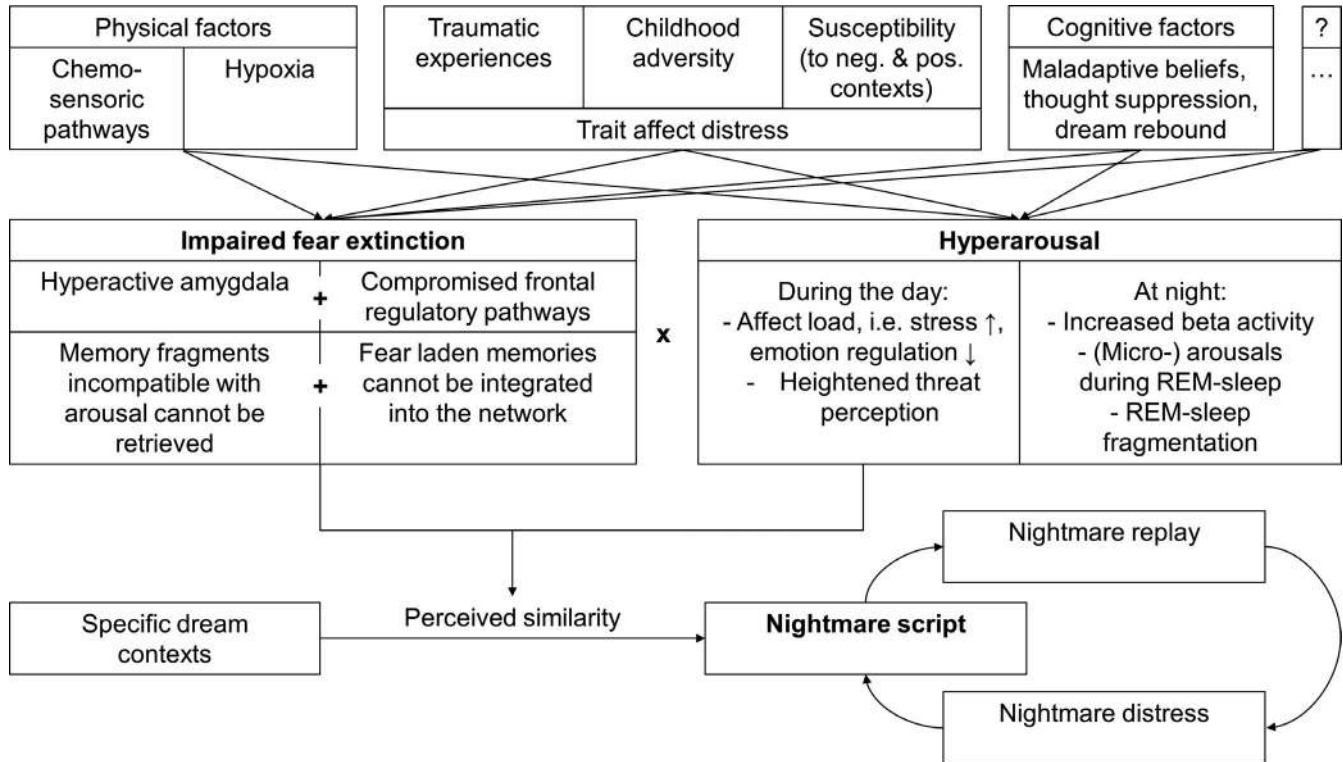 Physical factors
Chemo-
sensoric
pathways
Hypoxia
Traumatic
experiences
Childhood
adversity
Susceptibility
(to neg. & pos.
contexts)
Trait affect distress
Cognitive factors
Maladaptive beliefs,
thought suppression,
dream rebound
?
…
Impaired fear extinction
Hyperactive amygdala
+
Compromised frontal
regulatory pathways
Memory fragments
incompatible with
arousal cannot be
retrieved
+
Fear laden memories
cannot be integrated
into the network
x
Hyperarousal
During the day:
- Affect load, i.e. stress ↑,
emotion regulation ↓
- Heightened threat
perception
At night:
- Increased beta activity
- (Micro-) arousals
during REM-sleep
- REM-sleep
fragmentation
Specific dream
contexts
Perceived similarity
Nightmare script
Nightmare replay
Nightmare distress